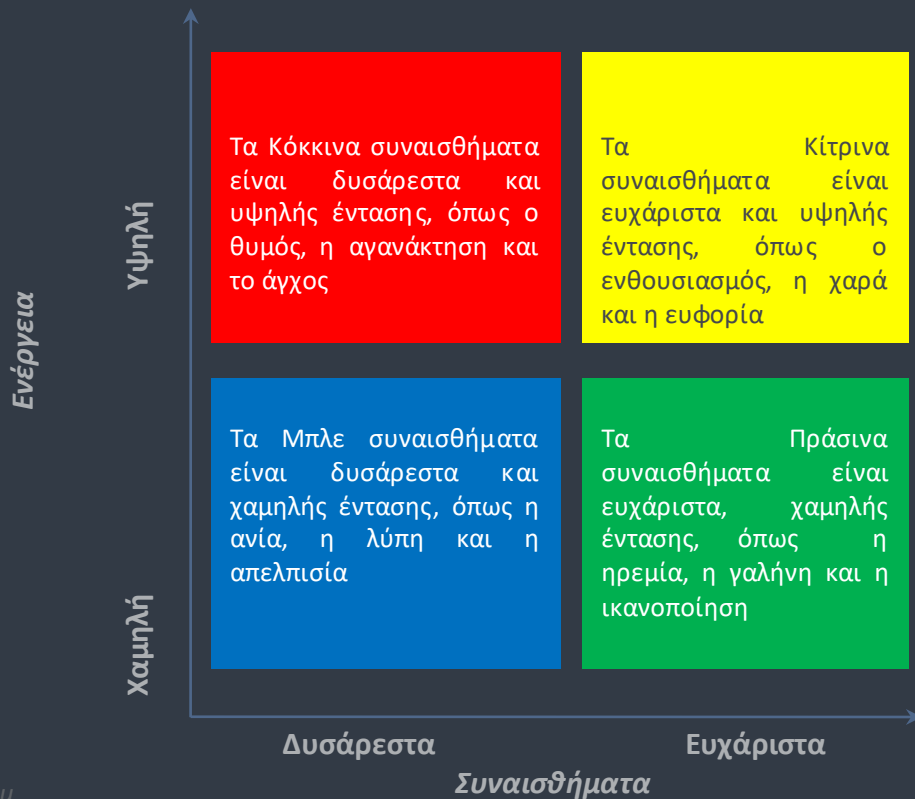 Τα Κόκκινα συναισθήματα
είναι δυσάρεστα και
υψηλής έντασης, όπως ο
θυμός, η αγανάκτηση και
το άγχος
Τα Κίτρινα
συναισθήματα είναι
ευχάριστα και υψηλής
έντασης, όπως ο
ενθουσιασμός, η χαρά
και η ευφορία
Υψηλή
Ενέργεια
Τα Μπλε συναισθήματα
είναι δυσάρεστα και
χαμηλής έντασης, όπως η
ανία, η λύπη και η
απελπισία
Τα Πράσινα
συναισθήματα είναι
ευχάριστα, χαμηλής
έντασης, όπως η
ηρεμία, η γαλήνη και η
ικανοποίηση
Χαμηλή
Δυσάρεστα
Ευχάριστα
Συναισθήματα